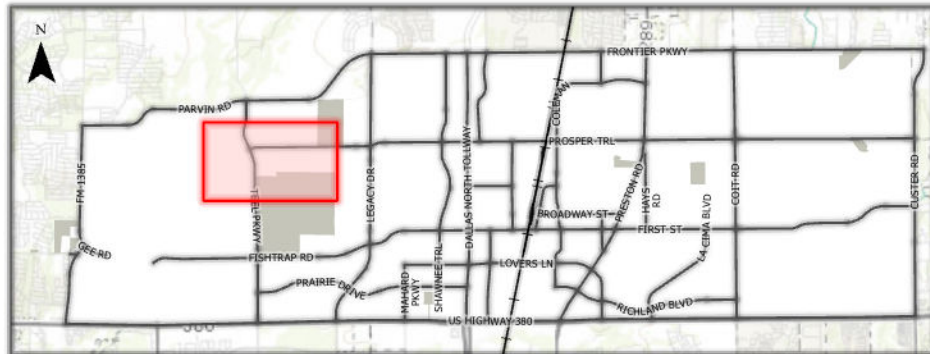 N
FRONTIER PKWY
PARVIN RD
COLEMAN
PROSPER TRL
FM 1385
TEEL PKWY
LEGACY DR
DALLAS NORTH TOLLWAY
PRESTON RD
HAYS
RD
COIT RD
CUSTER RD
BROADWAY ST
FIRST ST
LA CIMA BLVD
GEE RD
FISHTRAP RD
SHAWNEE TRL
LOVERS LN
PRAIRIE DRIVE
MAHARD
PKWY
RICHLAND BLVD
US HIGHWAY 380
380